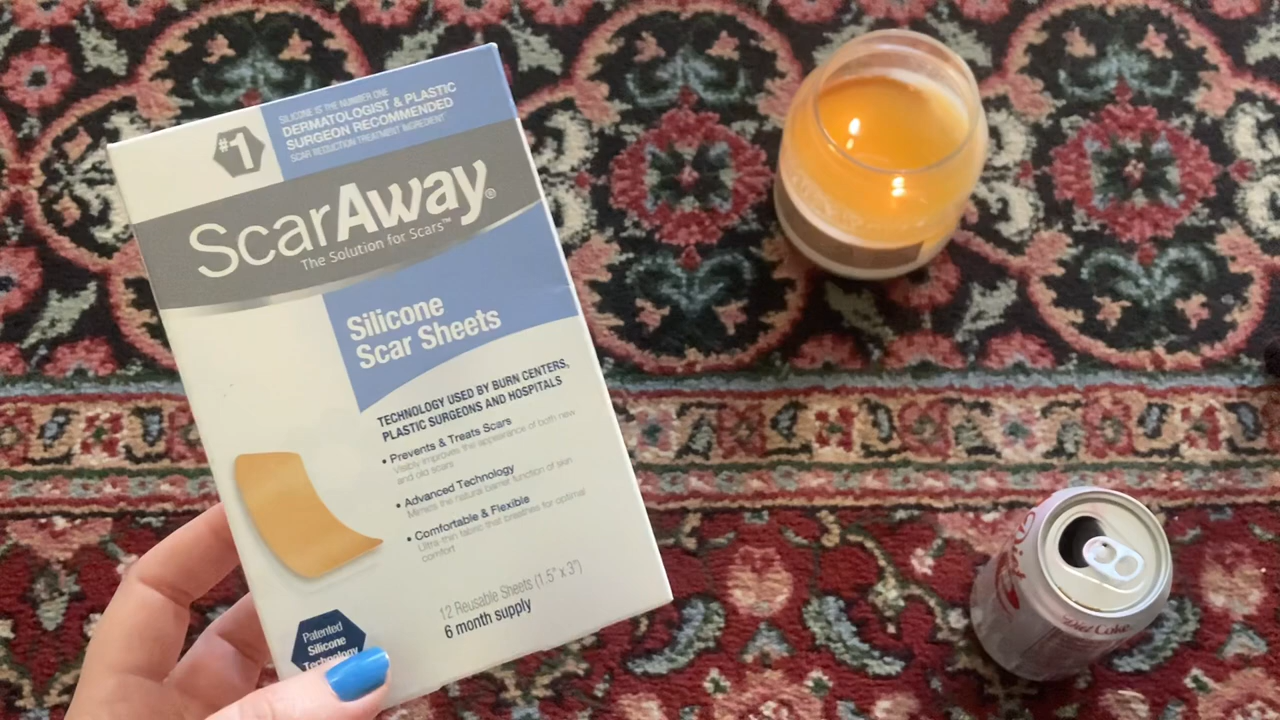 SILICONE IS THE NUMBER ONE
#1
DERMATOLOGIST & PLASTIC
SURGEON RECOMMENDED
SCAR REDUCTION TREATMENT INGREDIENT*
ScarAway®
The Solution for Scars™
Silicone
Scar Sheets
TECHNOLOGY USED BY BURN CENTERS,
PLASTIC SURGEONS AND HOSPITALS
• Prevents & Treats Scars
Visibly improves the appearance of both new
and old scars
• Advanced Technology
Mimics the natural barrier function of skin
• Comfortable & Flexible
Ultra thin fabric that breathes for optimal
comfort
12 Reusable Sheets (1.5" x 3")
6 month supply
Patented
Silicone
Technology
Diet
Diet Coke